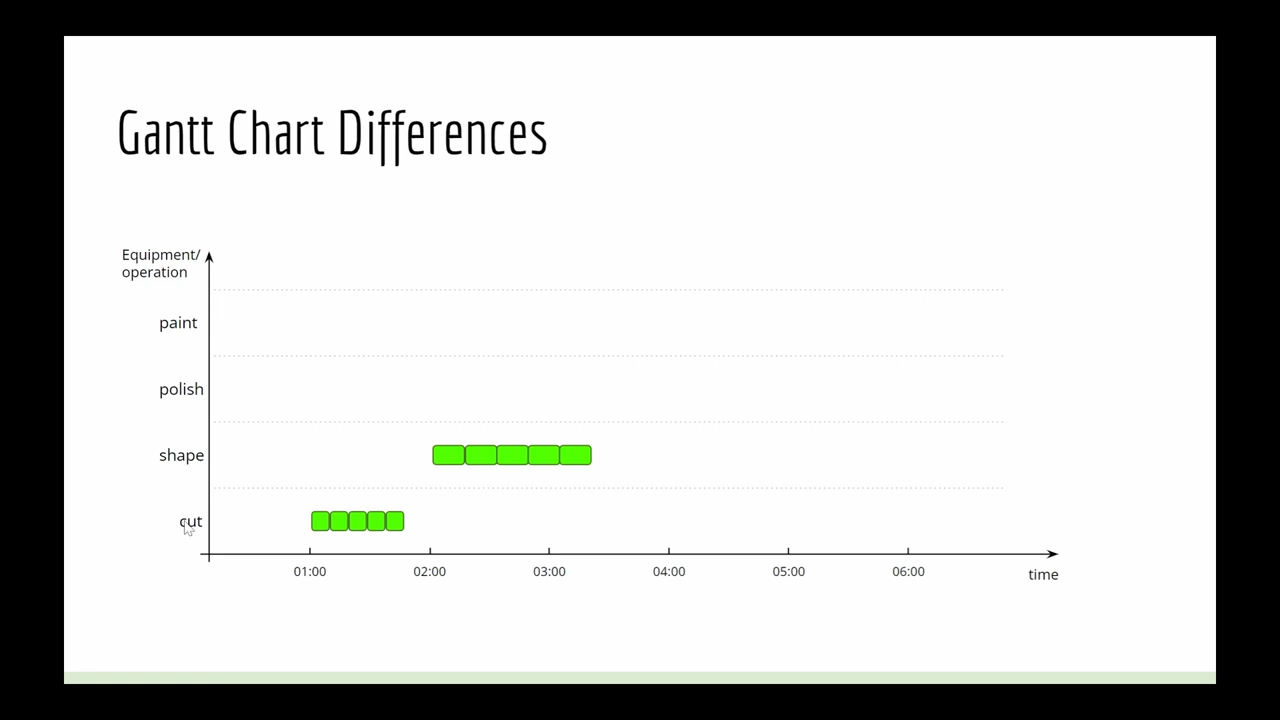 Gantt Chart Differences
Equipment/
operation
paint
polish
shape
cut
01:00 02:00 03:00 04:00 05:00 06:00
time